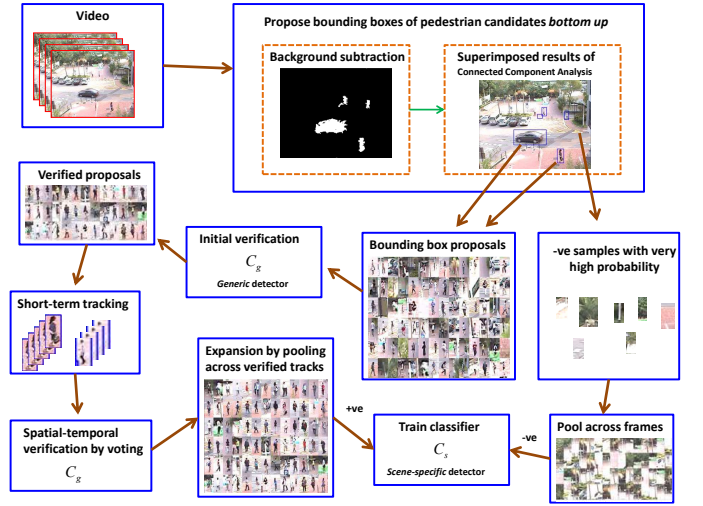 Video
Propose bounding boxes of pedestrian candidates bottom up
Background subtraction
Superimposed results of
Connected Component Analysis
Verified proposals
Initial verification
C_g
Generic detector
Bounding box proposals
-ve samples with very
high probability
Short-term tracking
Expansion by pooling
across verified tracks
+ve
Spatial-temporal
verification by voting
C_g
Train classifier
C_s
Scene-specific detector
-ve
Pool across frames